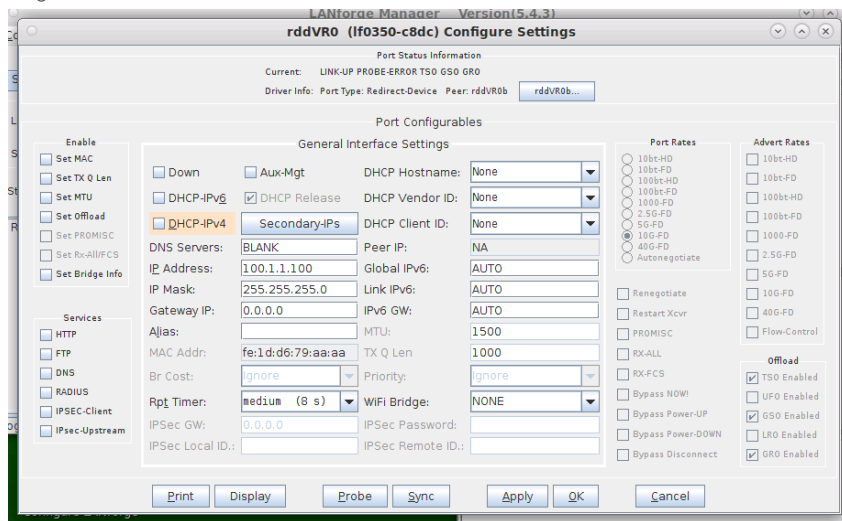 LANforge Manager Version(5.4.3)
rddVR0 (lf0350-c8dc) Configure Settings
Port Status Information
Current: LINK-UP PROBE-ERROR TSO GSO GRO
Driver Info: Port Type: Redirect-Device Peer: rddVR0b rddVR0b...
Port Configurables
Enable
Set MAC
Set TX Q Len
Set MTU
Set Offload
Set PROMISC
Set Rx-All/FCS
Set Bridge Info
Services
HTTP
FTP
DNS
RADIUS
IPSEC-Client
IPsec-Upstream
General Interface Settings
Down Aux-Mgt DHCP Hostname: None
DHCP-IPv6 DHCP Release DHCP Vendor ID: None
DHCP-IPv4 Secondary-IPs DHCP Client ID: None
DNS Servers: BLANK Peer IP: NA
IP Address: 100.1.1.100 Global IPv6: AUTO
IP Mask: 255.255.255.0 Link IPv6: AUTO
Gateway IP: 0.0.0.0 IPv6 GW: AUTO
Alias: MTU: 1500
MAC Addr: fe:1d:d6:79:aa:aa TX Q Len 1000
Br Cost: Ignore Priority: Ignore
Rpt Timer: medium (8 s) WiFi Bridge: NONE
IPSec GW: 0.0.0.0 IPSec Password:
IPSec Local ID.: IPSec Remote ID.:
Port Rates
10bt-HD
10bt-FD
100bt-HD
100bt-FD
1000-FD
2.5G-FD
5G-FD
10G-FD
40G-FD
Autonegotiate
Renegotiate
Restart Xcvr
PROMISC
RX-ALL
RX-FCS
Bypass NOW!
Bypass Power-UP
Bypass Power-DOWN
Bypass Disconnect
Advert Rates
10bt-HD
10bt-FD
100bt-HD
100bt-FD
1000-FD
2.5G-FD
5G-FD
10G-FD
40G-FD
Flow-Control
Offload
TSO Enabled
UFO Enabled
GSO Enabled
LRO Enabled
GRO Enabled
Print Display Probe Sync Apply OK Cancel